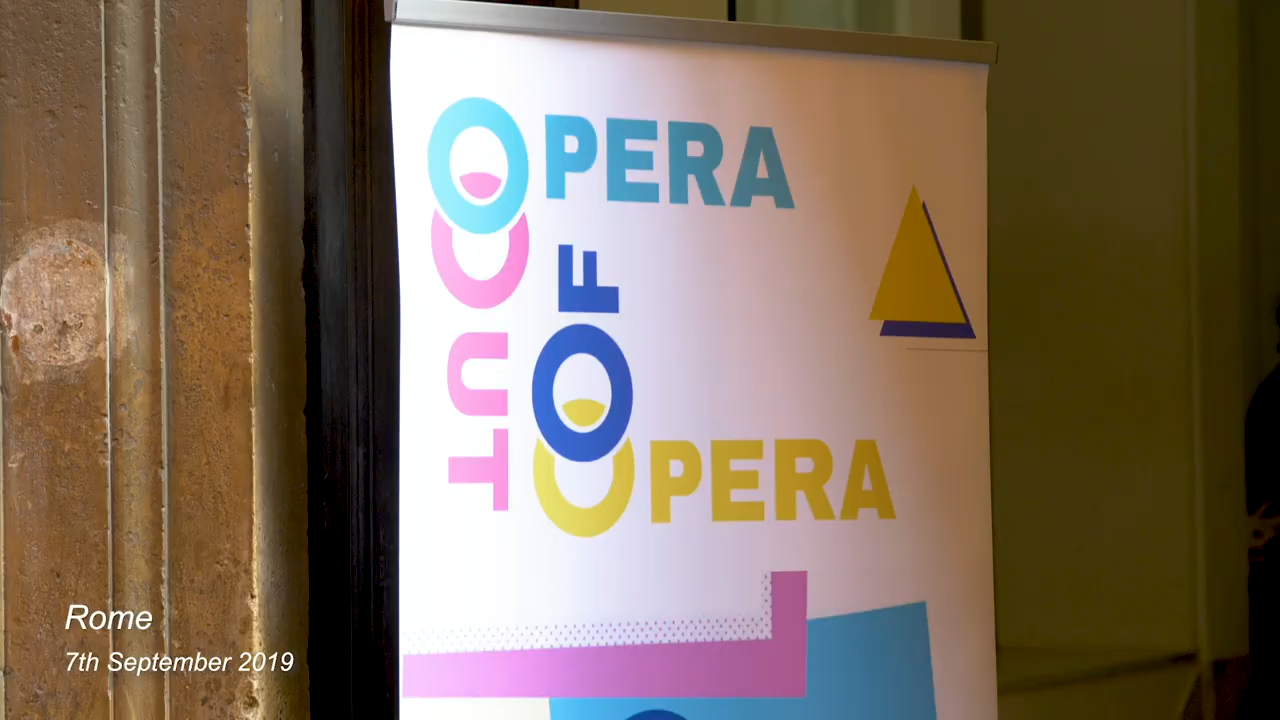 OPERA
OUT
OF
OPERA
Rome
7th September 2019